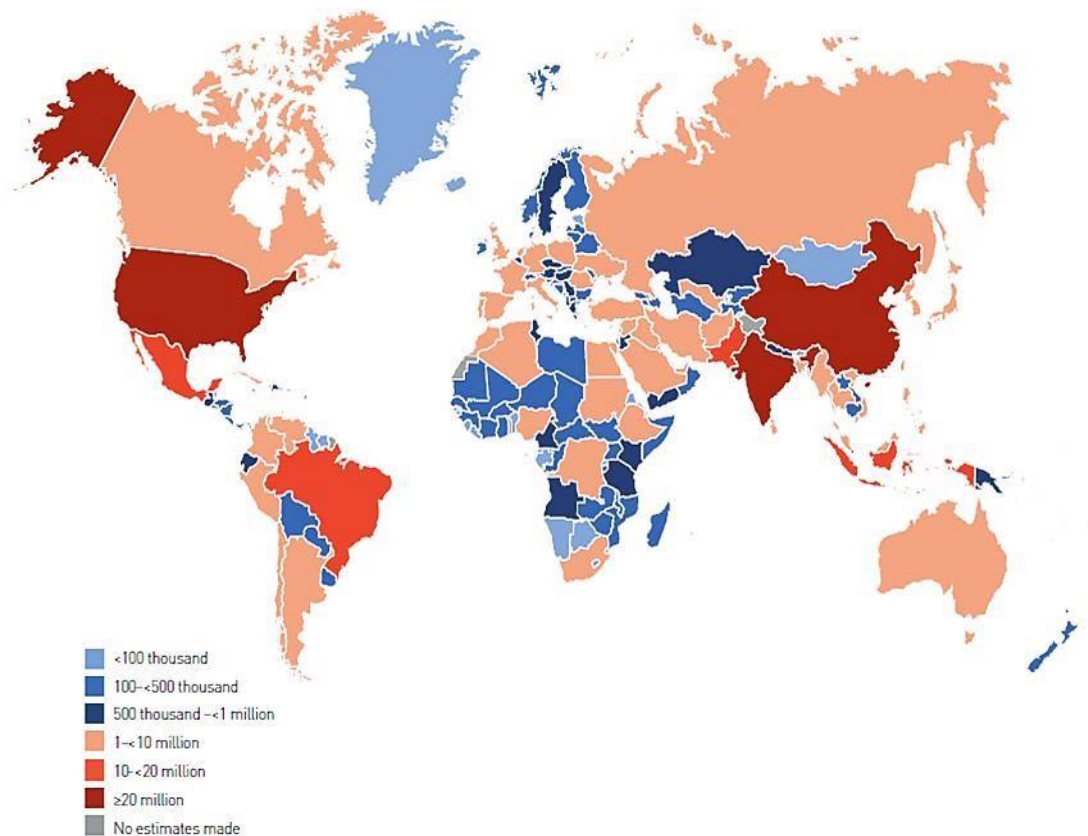 <100 thousand
100-<500 thousand
500 thousand -<1 million
1-<10 million
10-<20 million
≥20 million
No estimates made